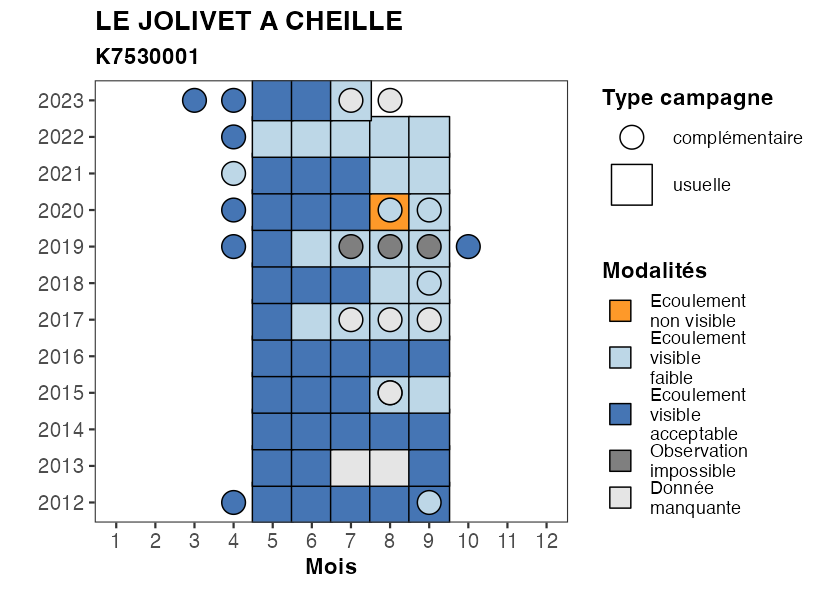 LE JOLIVET A CHEILLE
K7530001
2023
2022
2021
2020
2019
2018
2017
2016
2015
2014
2013
2012
1 2 3 4 5 6 7 8 9 10 11 12
Mois
Type campagne
complémentaire
usuelle
Modalités
Ecoulement
non visible
Ecoulement
visible
faible
Ecoulement
visible
acceptable
Observation
impossible
Donnée
manquante